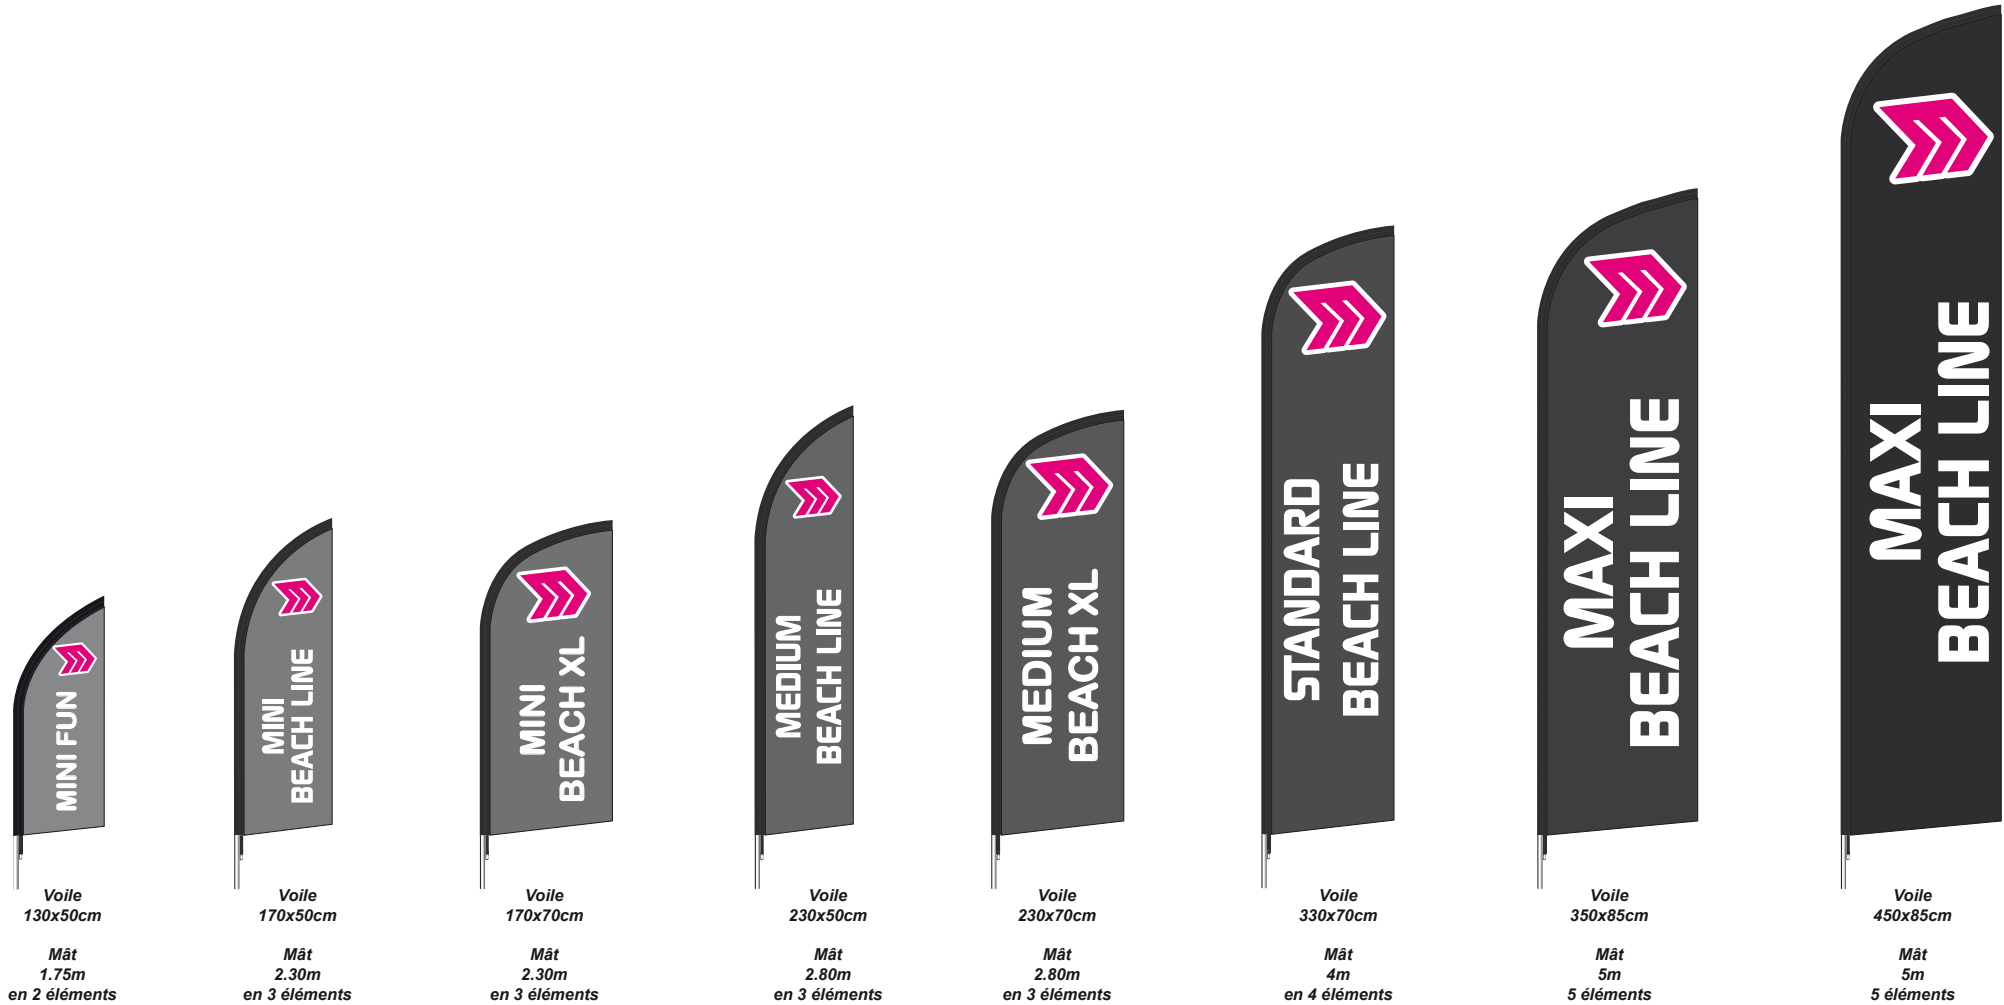 MINI FUN
Voile
130x50cm
Mât
1.75m
en 2 éléments
MINI
BEACH LINE
Voile
170x50cm
Mât
2.30m
en 3 éléments
MINI
BEACH XL
Voile
170x70cm
Mât
2.30m
en 3 éléments
MEDIUM
BEACH LINE
Voile
230x50cm
Mât
2.80m
en 3 éléments
MEDIUM
BEACH XL
Voile
230x70cm
Mât
2.80m
en 3 éléments
STANDARD
BEACH LINE
Voile
330x70cm
Mât
4m
en 4 éléments
MAXI
BEACH LINE
Voile
350x85cm
Mât
5m
5 éléments
MAXI
BEACH LINE
Voile
450x85cm
Mât
5m
5 éléments